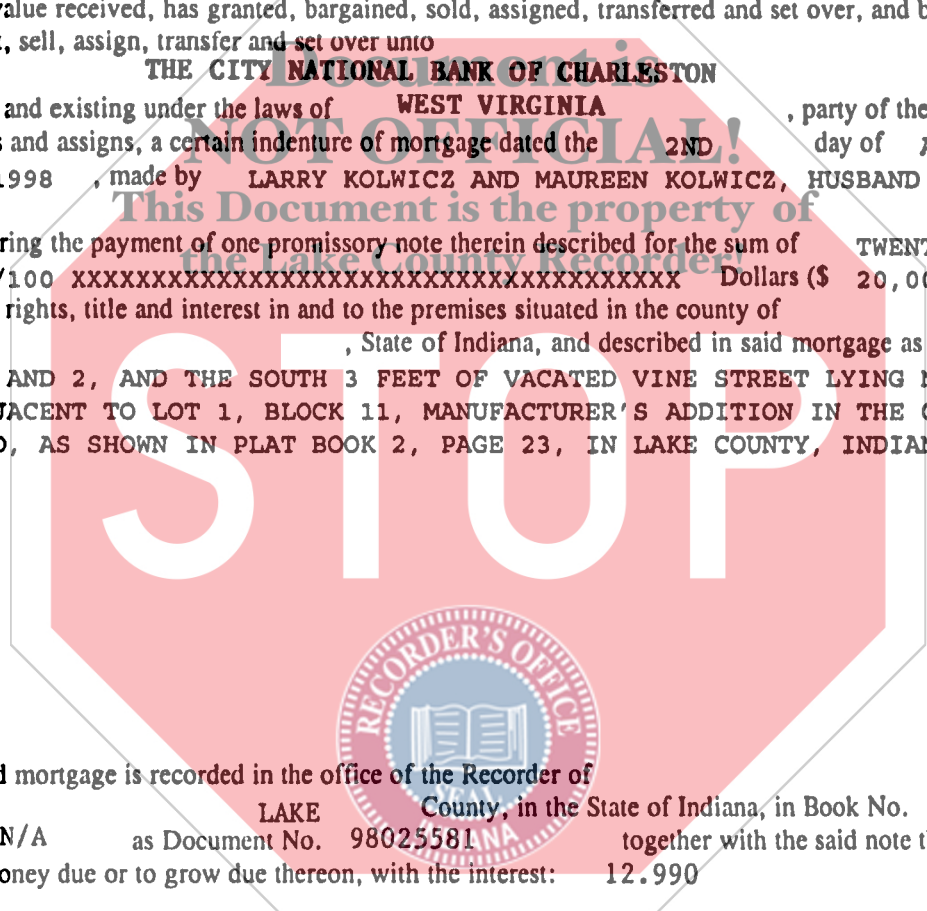 value received, has granted, bargained, sold, assigned, transferred and set over, and b
, sell, assign, transfer and set over unto
Document is
THE CITY NATIONAL BANK OF CHARLESTON
and existing under the laws of WEST VIRGINIA , party of the
NOT OFFICIAL!
and assigns, a certain indenture of mortgage dated the 2ND day of
1998 , made by LARRY KOLWICZ AND MAUREEN KOLWICZ, HUSBAND
This Document is the property of
ring the payment of one promissory note therein described for the sum of TWENT
the Lake County Recorder!
/100 XXXXXXXXXXXXXXXXXXXXXXXXXXXXXXXXXXXXXX Dollars ($ 20,00
rights, title and interest in and to the premises situated in the county of
, State of Indiana, and described in said mortgage as
AND 2, AND THE SOUTH 3 FEET OF VACATED VINE STREET LYING N
JACENT TO LOT 1, BLOCK 11, MANUFACTURER'S ADDITION IN THE C
, AS SHOWN IN PLAT BOOK 2, PAGE 23, IN LAKE COUNTY, INDIAN
STOP
RECORDER'S OFFICE
SEAL
INDIANA
d mortgage is recorded in the office of the Recorder of
LAKE County, in the State of Indiana, in Book No.
N/A as Document No. 98025581 together with the said note t
oney due or to grow due thereon, with the interest: 12.990